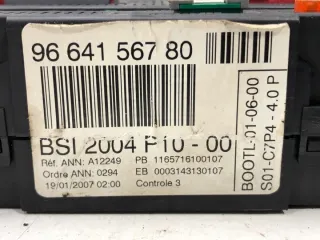 96 641 567 80
BSI 2004 P10 - 00
Réf. ANN: A12249 PB 1165716100107
Ordre ANN: 0294 EB 0003143130107
19/01/2007 02:00 Controle 3
BOOTL-01-06-00
S01-C7P4 - 4.0 P